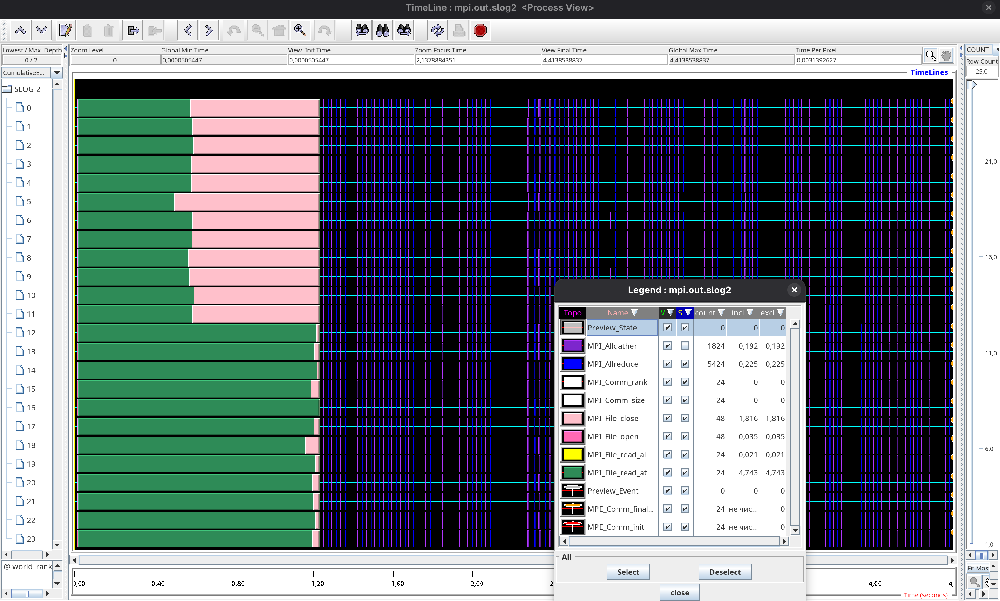 TimeLine : mpi.out.slog2 <Process View>
Lowest / Max. Depth
0 / 2
Zoom Level
0
Global Min Time
0,0000505447
View Init Time
0,0000505447
Zoom Focus Time
2,1378884351
View Final Time
4,4138538837
Global Max Time
4,4138538837
Time Per Pixel
0,0031392627
COUNT
Row Count
25,0
CumulativeE...
TimeLines
SLOG-2
0
1
2
3
4
5
6
7
8
9
10
11
12
13
14
15
16
17
18
19
20
21
22
23
@ world_rank
21,0
16,0
11,0
6,0
1,0
Fit Mos
Legend : mpi.out.slog2
Topo Name V S count incl excl
Preview_State 0 0 0
MPI_Allgather 1824 0,192 0,192
MPI_Allreduce 5424 0,225 0,225
MPI_Comm_rank 24 0 0
MPI_Comm_size 24 0 0
MPI_File_close 48 1,816 1,816
MPI_File_open 48 0,035 0,035
MPI_File_read_all 24 0,021 0,021
MPI_File_read_at 24 4,743 4,743
Preview_Event 0 0 0
MPE_Comm_final... 24 не чис... 0
MPE_Comm_init 24 не чис... 0
All
Select Deselect
close
0,40 0,80 1,20 1,60 2,00 4,00
Time (seconds)